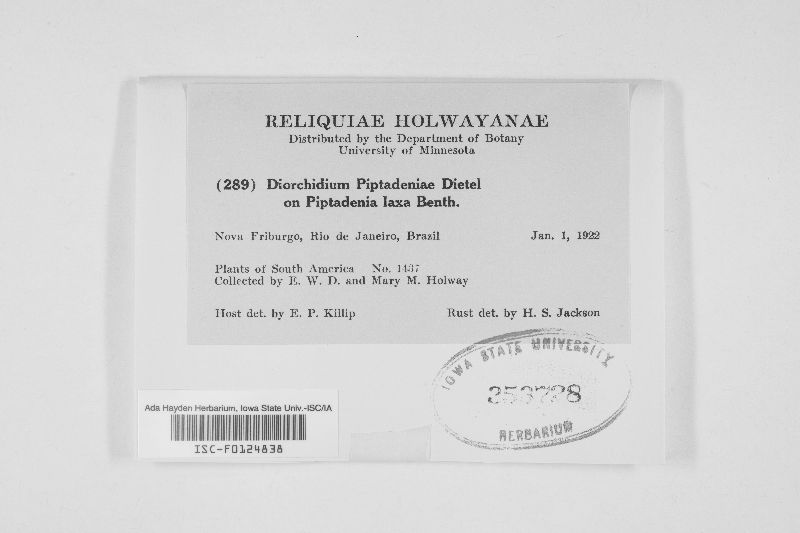 RELIQUIAE HOLWAYANAE
Distributed by the Department of Botany
University of Minnesota
(289) Diorchidium Piptadeniae Dietel
on Piptadenia laxa Benth.
Nova Friburgo, Rio de Janeiro, Brazil Jan. 1, 1922
Plants of South America No. 1437
Collected by E. W. D. and Mary M. Holway
Host det. by E. P. Killip Rust det. by H. S. Jackson
IOWA STATE UNIVERSITY
HERBARIUM
Ada Hayden Herbarium, Iowa State Univ.-ISC/IA
ISC-F0124838